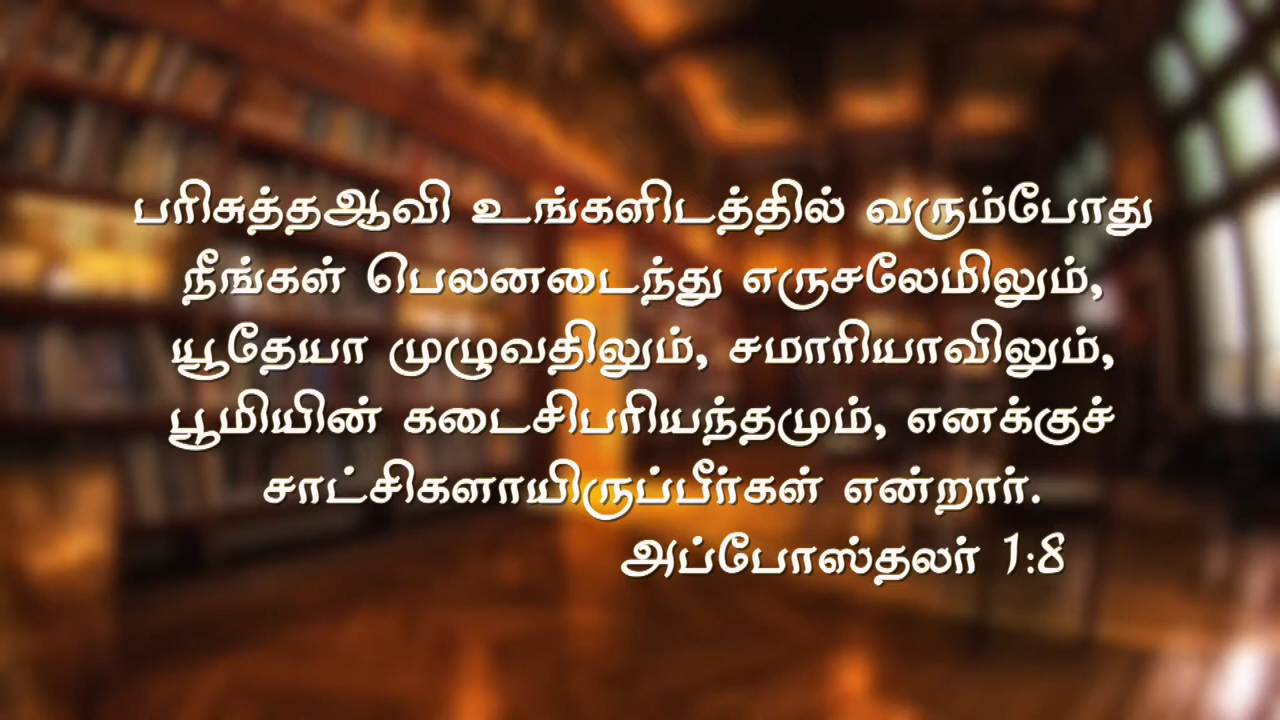 பரிசுத்தஆவி உங்களிடத்தில் வரும்போது
நீங்கள் பெலனடைந்து எருசலேமிலும்,
யூதேயா முழுவதிலும், சமாரியாவிலும்,
பூமியின் கடைசிபரியந்தமும், எனக்குச்
சாட்சிகளாயிருப்பீர்கள் என்றார்.
அப்போஸ்தலர் 1:8